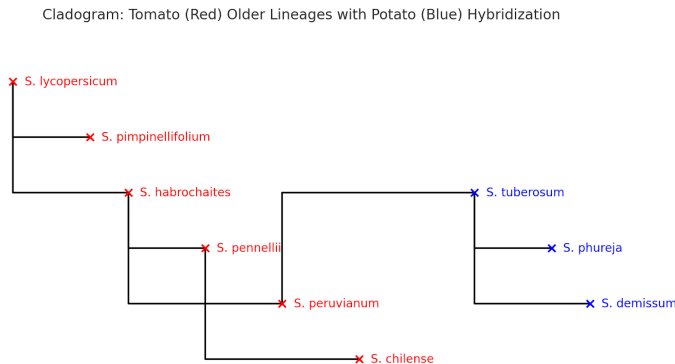 Cladogram: Tomato (Red) Older Lineages with Potato (Blue) Hybridization
S. lycopersicum
S. pimpinellifolium
S. habrochaites
S. tuberosum
S. pennellii
S. phureja
S. peruvianum
S. demissum
S. chilense